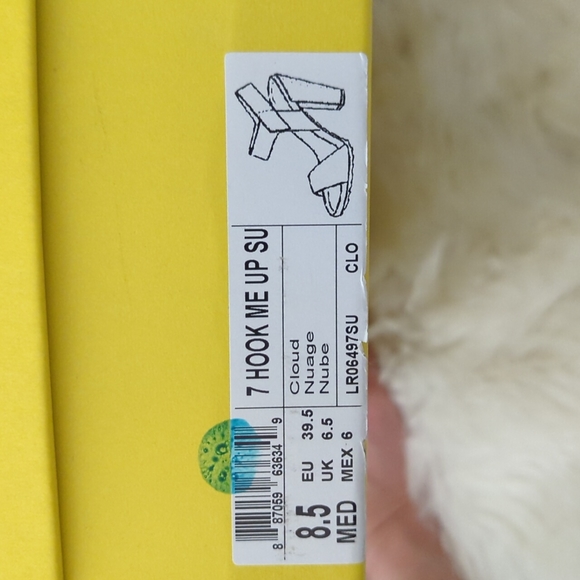 7 HOOK ME UP SU
Cloud
Nuage
Nube
LR06497SU CLO
8 87059 63634 9
8.5 EU 39.5
UK 6.5
MED MEX 6